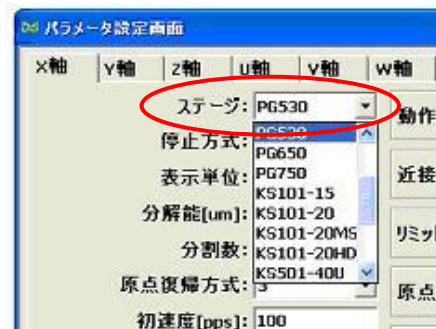 パラメータ設定画面
X軸 Y軸 Z軸 U軸 V軸 W軸
ステージ: PG530 動作
停止方式: PG530
PG650
表示単位: PG750 近接
KS101-15
分解能[um]: KS101-20
KS101-20MS リミッ
分割数: KS101-20HD
KS501-40U
原点復帰方式: 3 原点
初速度[pps]: 100